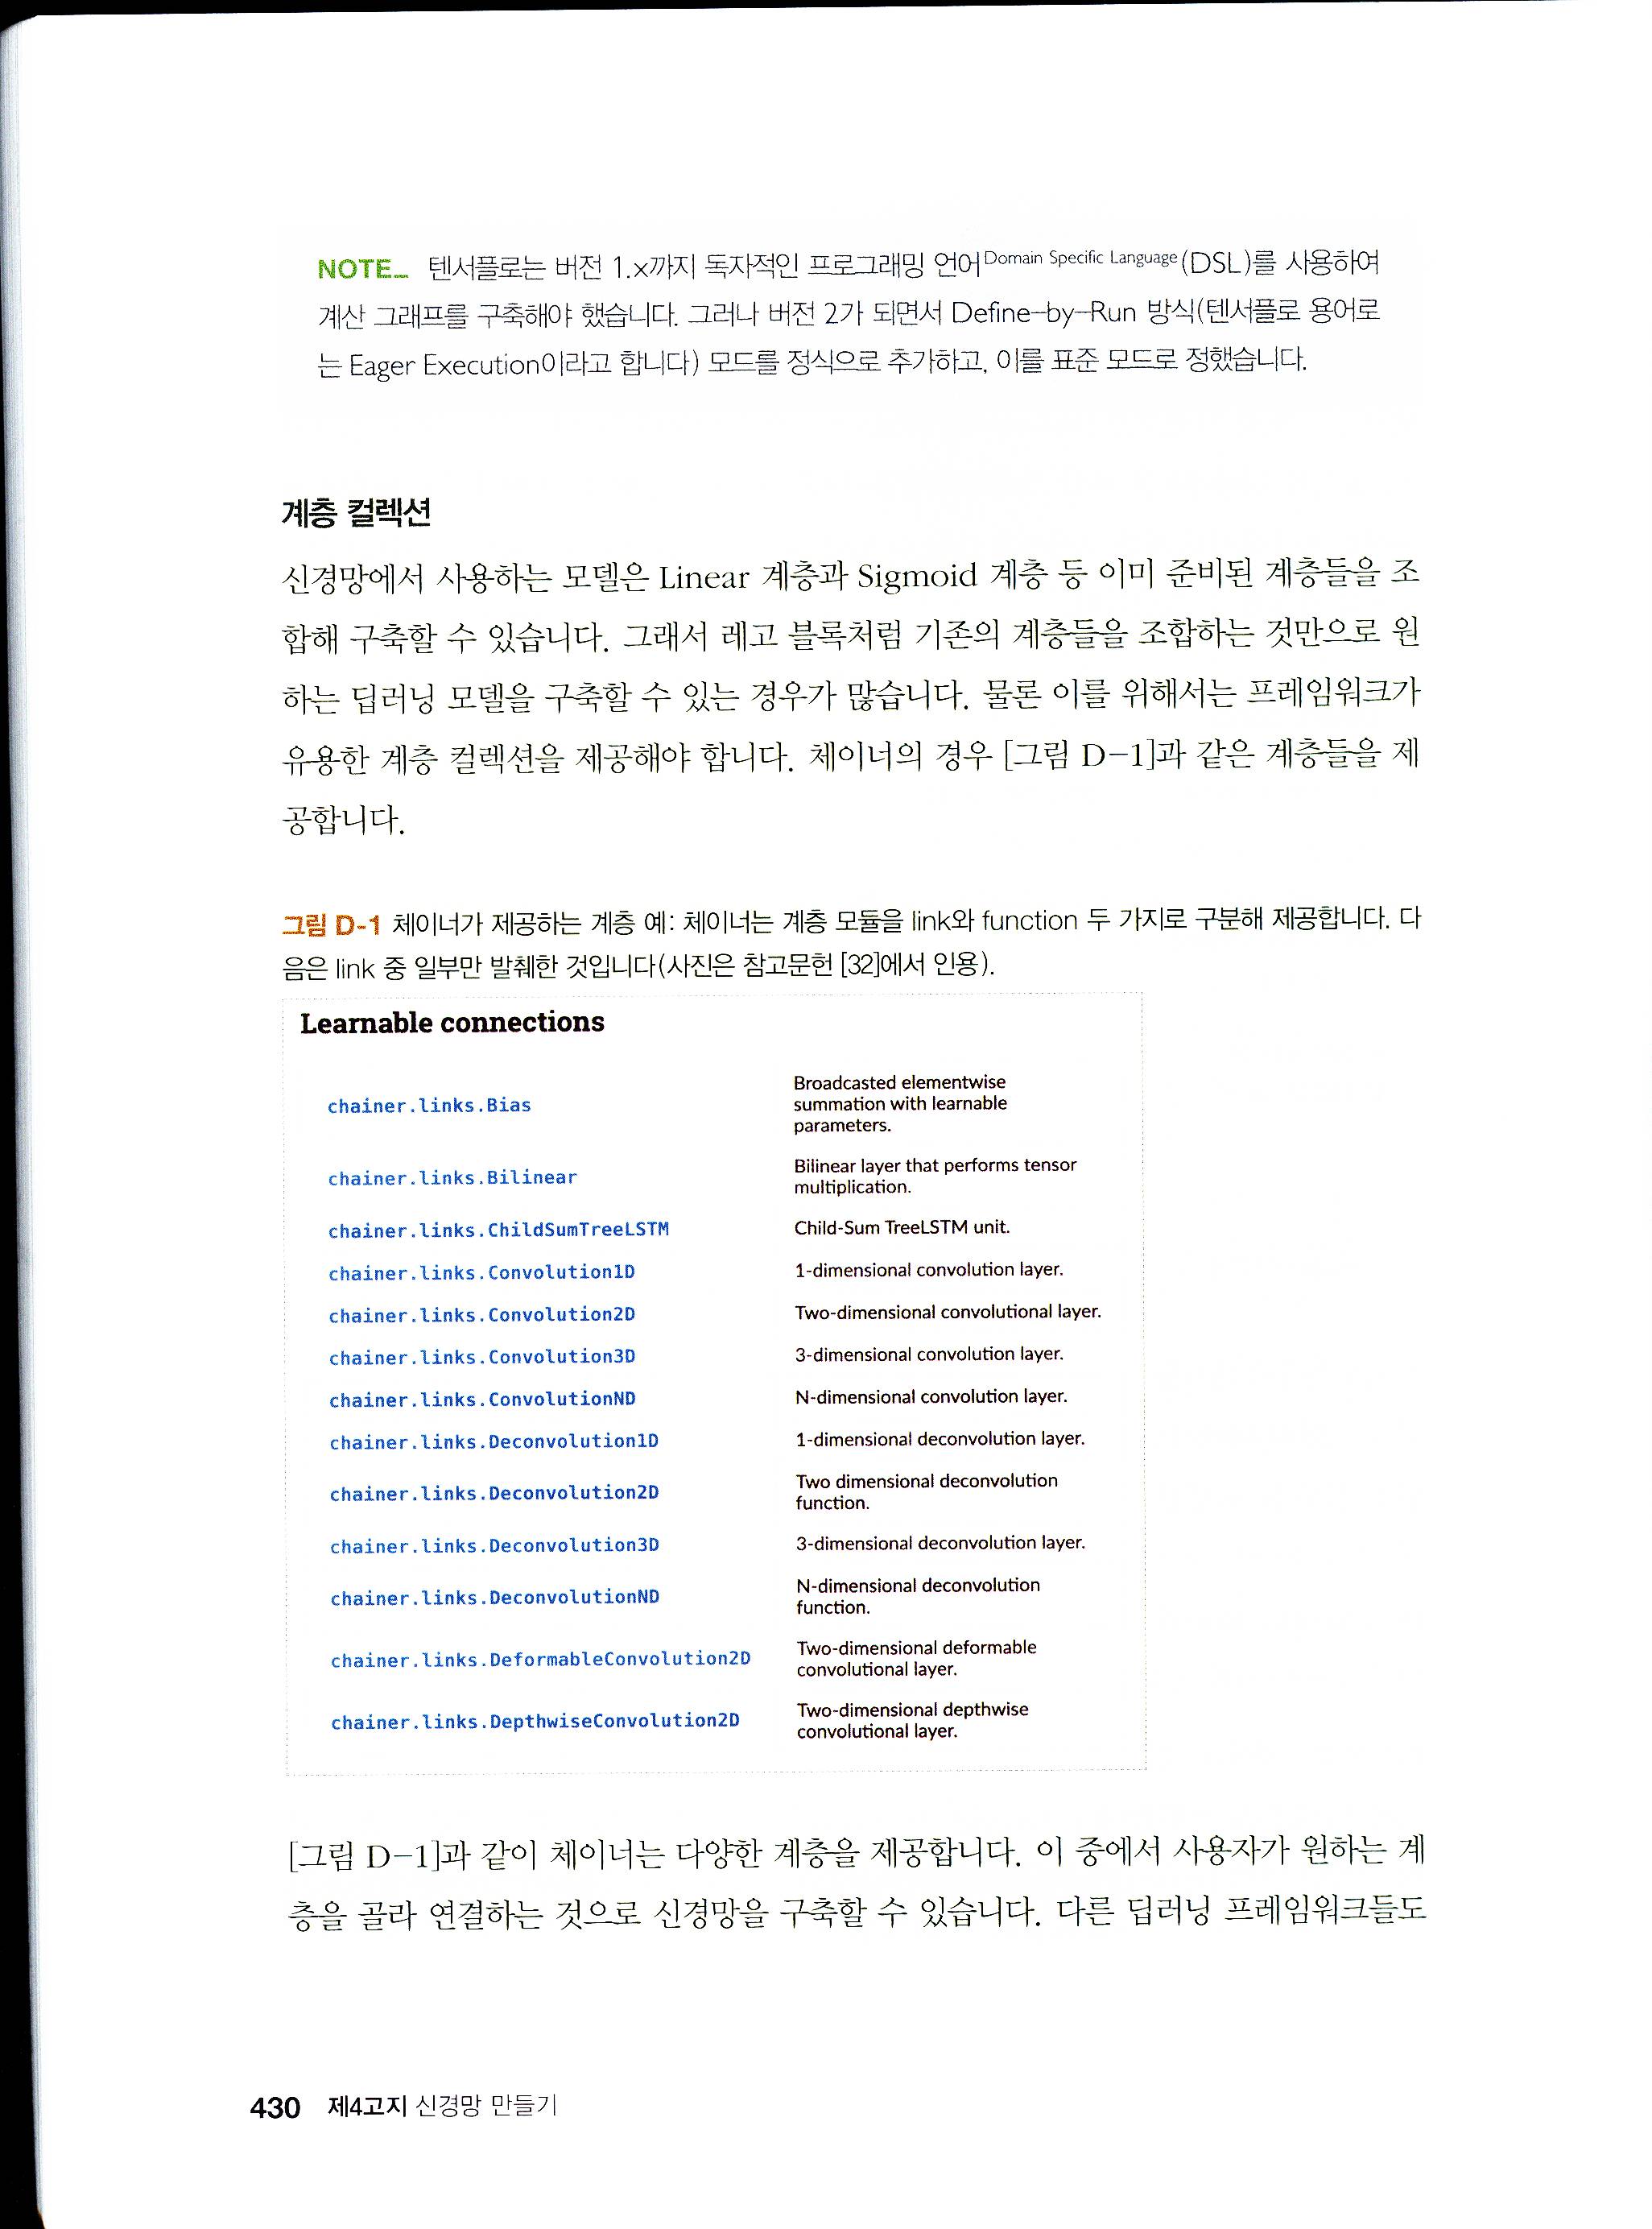 NOTE_ 텐서플로는 버전 1.x까지 독자적인 프로그래밍 언어Domain Specific Language(DSL)를 사용하여
계산 그래프를 구축해야 했습니다. 그러나 버전 2가 되면서 Define-by-Run 방식(텐서플로 용어로
는 Eager Execution이라고 합니다) 모드를 정식으로 추가하고, 이를 표준 모드로 정했습니다.
계층 컬렉션
신경망에서 사용하는 모델은 Linear 계층과 Sigmoid 계층 등 이미 준비된 계층들을 조
합해 구축할 수 있습니다. 그래서 레고 블록처럼 기존의 계층들을 조합하는 것만으로 원
하는 딥러닝 모델을 구축할 수 있는 경우가 많습니다. 물론 이를 위해서는 프레임워크가
유용한 계층 컬렉션을 제공해야 합니다. 체이너의 경우 [그림 D-1]과 같은 계층들을 제
공합니다.
그림 D-1 체이너가 제공하는 계층 예: 체이너는 계층 모듈을 link와 function 두 가지로 구분해 제공합니다. 다
음은 link 중 일부만 발췌한 것입니다(사진은 참고문헌 [32]에서 인용).
Learnable connections
chainer.links.Bias
Broadcasted elementwise
summation with learnable
parameters.
chainer.links.Bilinear
Bilinear layer that performs tensor
multiplication.
chainer.links.ChildSumTreeLSTM
Child-Sum TreeLSTM unit.
chainer.links.Convolution1D
1-dimensional convolution layer.
chainer.links.Convolution2D
Two-dimensional convolutional layer.
chainer.links.Convolution3D
3-dimensional convolution layer.
chainer.links.ConvolutionND
N-dimensional convolution layer.
chainer.links.Deconvolution1D
1-dimensional deconvolution layer.
chainer.links.Deconvolution2D
Two dimensional deconvolution
function.
chainer.links.Deconvolution3D
3-dimensional deconvolution layer.
chainer.links.DeconvolutionND
N-dimensional deconvolution
function.
chainer.links.DeformableConvolution2D
Two-dimensional deformable
convolutional layer.
chainer.links.DepthwiseConvolution2D
Two-dimensional depthwise
convolutional layer.
[그림 D-1]과 같이 체이너는 다양한 계층을 제공합니다. 이 중에서 사용자가 원하는 계
층을 골라 연결하는 것으로 신경망을 구축할 수 있습니다. 다른 딥러닝 프레임워크들도
430 제4고지 신경망 만들기